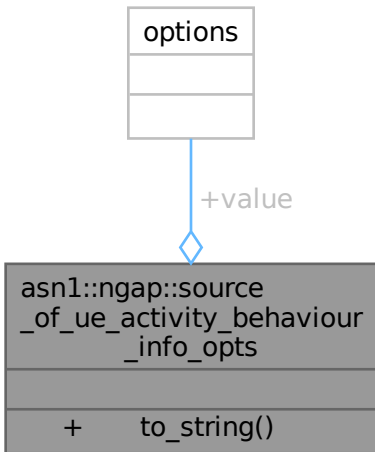 options
+value
asn1::ngap::source
_of_ue_activity_behaviour
_info_opts
+ to_string()